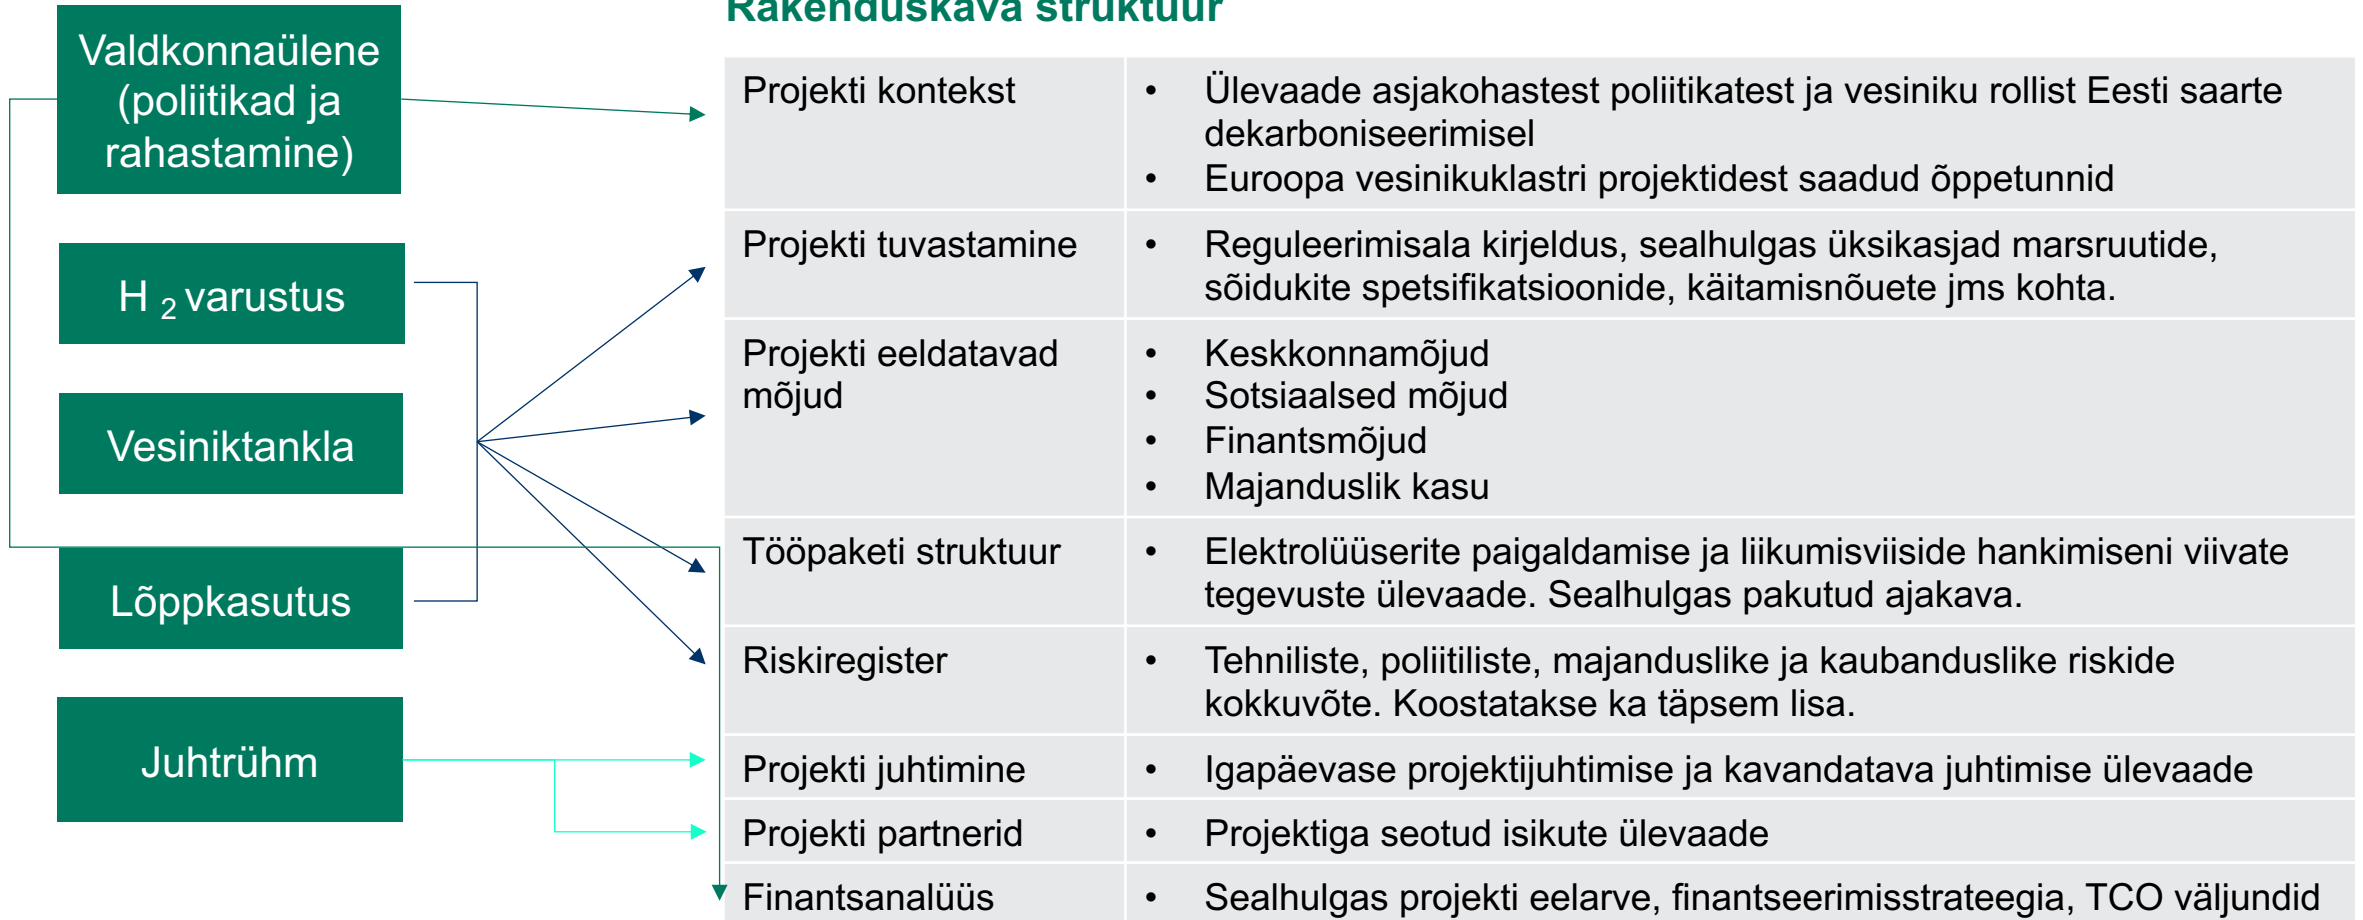 Rakenduskava struktuur
Valdkonnaülene
(poliitikad ja
rahastamine)
H 2 varustus
Vesiniktankla
Lõppkasutus
Juhtrühm
Projekti kontekst
• Ülevaade asjakohastest poliitikatest ja vesiniku rollist Eesti saarte
dekarboniseerimisel
• Euroopa vesinikuklastri projektidest saadud õppetunnid
Projekti tuvastamine
• Reguleerimisala kirjeldus, sealhulgas üksikasjad marsruutide,
sõidukite spetsifikatsioonide, käitamisnõuete jms kohta.
Projekti eeldatavad
mõjud
• Keskkonnamõjud
• Sotsiaalsed mõjud
• Finantsmõjud
• Majanduslik kasu
Tööpaketi struktuur
• Elektrolüüserite paigaldamise ja liikumisviiside hankimiseni viivate
tegevuste ülevaade. Sealhulgas pakutud ajakava.
Riskiregister
• Tehniliste, poliitiliste, majanduslike ja kaubanduslike riskide
kokkuvõte. Koostatakse ka täpsem lisa.
Projekti juhtimine
• Igapäevase projektijuhtimise ja kavandatava juhtimise ülevaade
Projekti partnerid
• Projektiga seotud isikute ülevaade
Finantsanalüüs
• Sealhulgas projekti eelarve, finantseerimisstrateegia, TCO väljundid